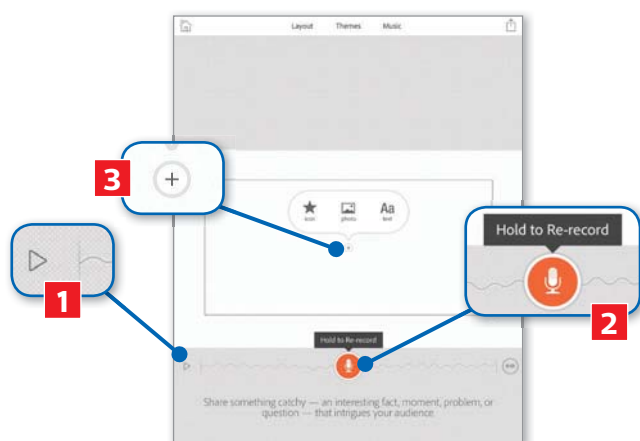 Layout Themes Music
3
+
icon photo Aa text
Hold to Re-record
1
2
Hold to Re-record
Share something catchy — an interesting fact, moment, problem, or
question — that intrigues your audience